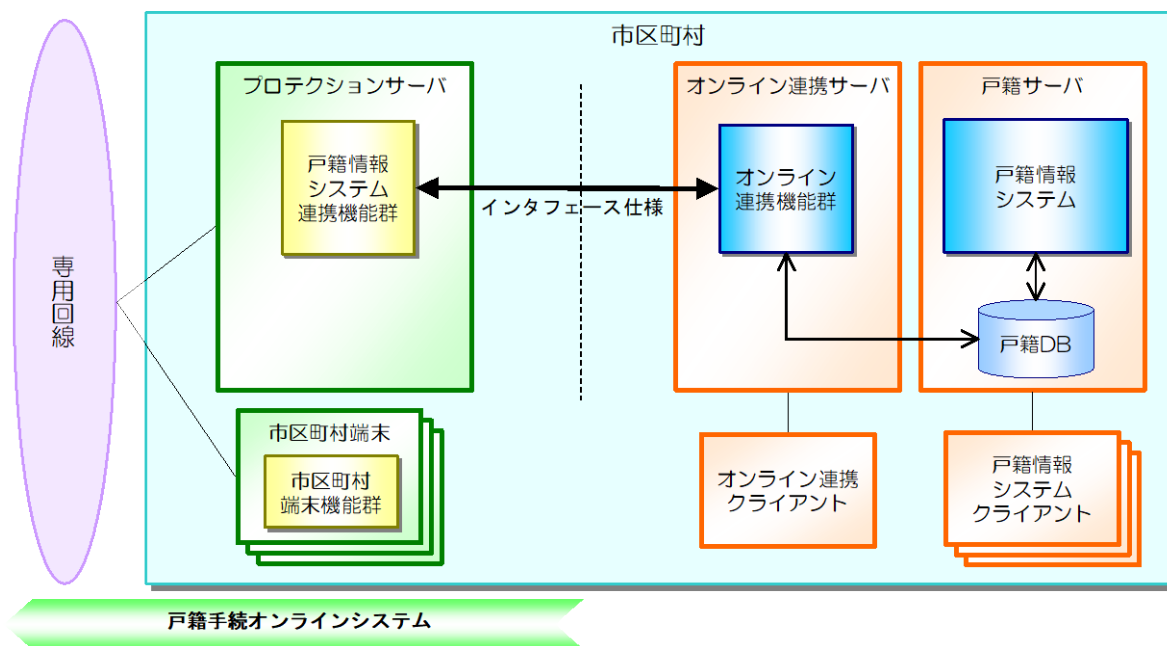 市区町村
プロテクションサーバ
オンライン連携サーバ
戸籍サーバ
戸籍情報
システム
連携機能群
インタフェース仕様
オンライン
連携機能群
戸籍情報
システム
専用回線
戸籍DB
市区町村端末
市区町村
端末機能群
オンライン連携
クライアント
戸籍情報
システム
クライアント
戸籍手続オンラインシステム